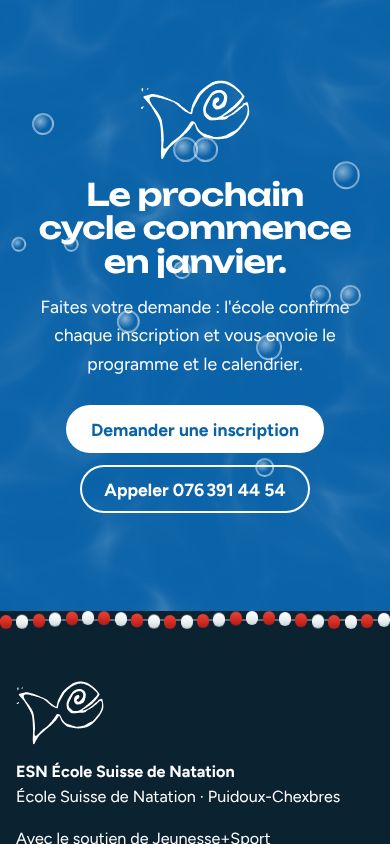 Le prochain
cycle commence
en janvier.
Faites votre demande : l'école confirme
chaque inscription et vous envoie le
programme et le calendrier.
Demander une inscription
Appeler 076 391 44 54
ESN École Suisse de Natation
École Suisse de Natation · Puidoux-Chexbres
Avec le soutien de Jeunesse+Sport